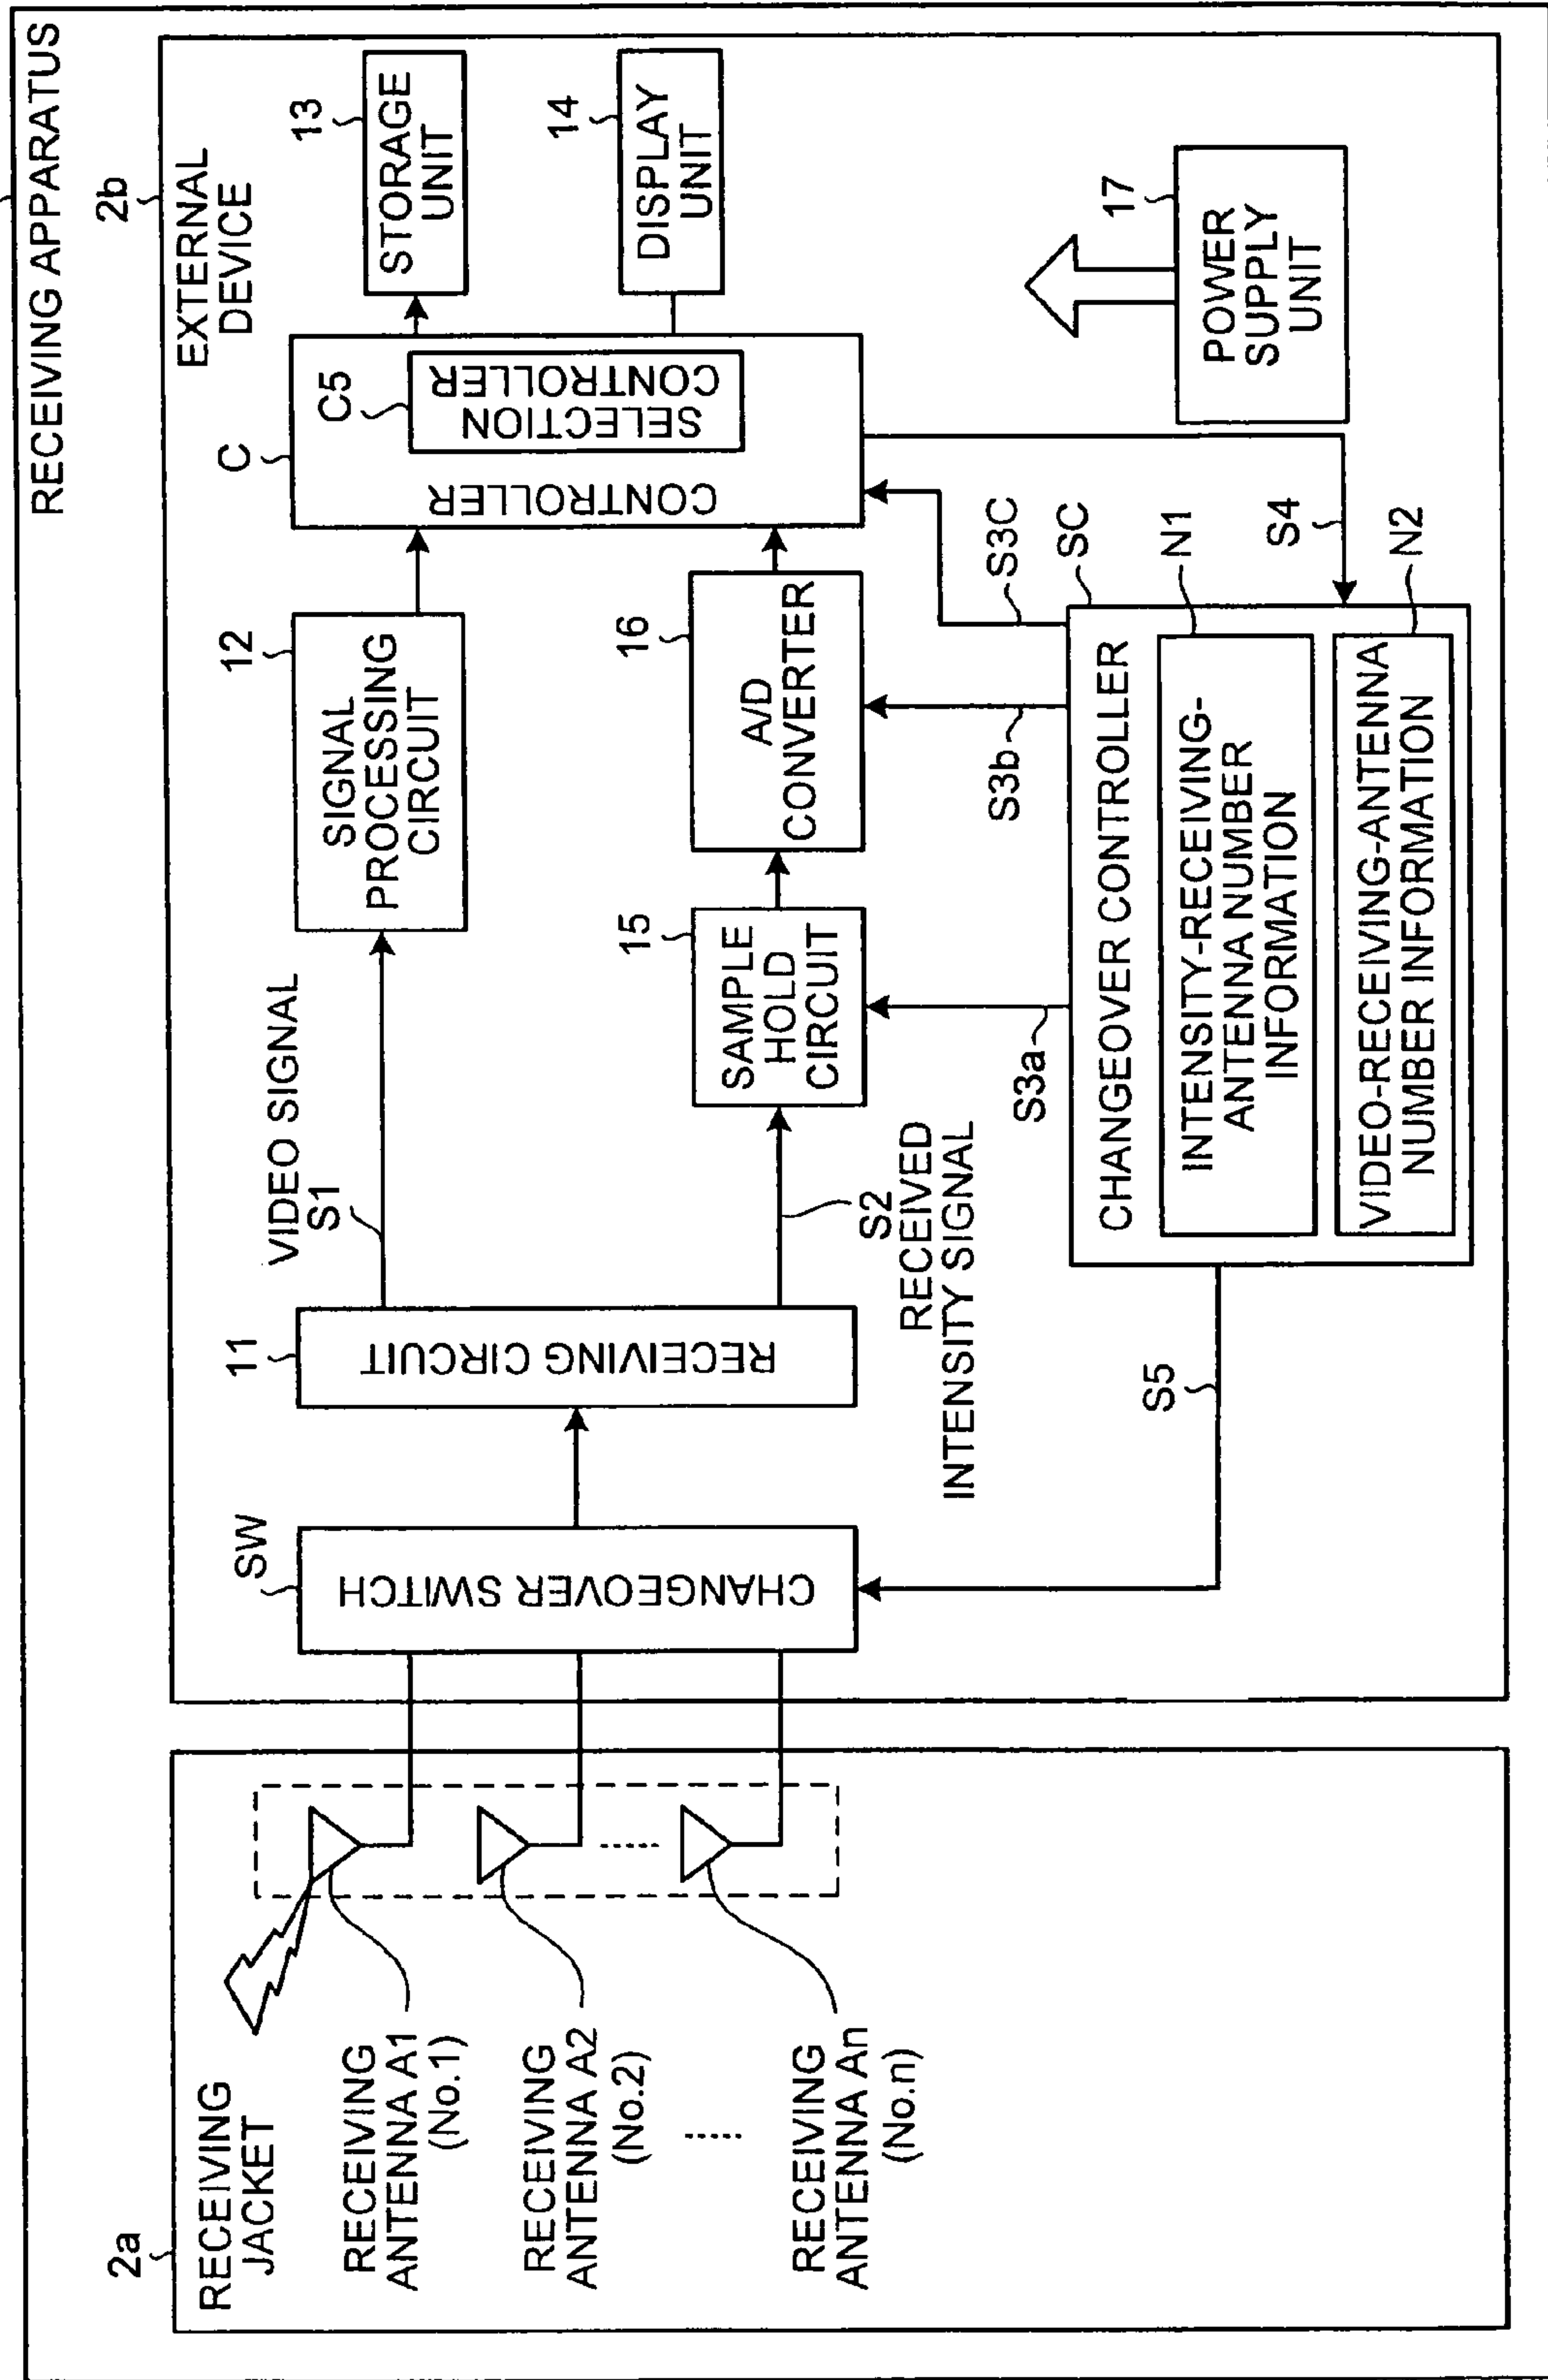 RECEIVING APPARATUS
2a
RECEIVING
JACKET
RECEIVING
ANTENNA A1
(No.1)
RECEIVING
ANTENNA A2
(No.2)
RECEIVING
ANTENNA An
(No.n)
2b
EXTERNAL
DEVICE
SW
CHANGEOVER SWITCH
11
RECEIVING CIRCUIT
VIDEO SIGNAL
S1
S2
RECEIVED
INTENSITY SIGNAL
12
SIGNAL
PROCESSING
CIRCUIT
15
SAMPLE
HOLD
CIRCUIT
16
A/D
CONVERTER
C
CONTROLLER
C5
SELECTION
CONTROLLER
13
STORAGE
UNIT
14
DISPLAY
UNIT
S3a
S3b
S3C
SC
S4
S5
CHANGEOVER CONTROLLER
N1
INTENSITY-RECEIVING-
ANTENNA NUMBER
INFORMATION
N2
VIDEO-RECEIVING-ANTENNA
NUMBER INFORMATION
17
POWER
SUPPLY
UNIT